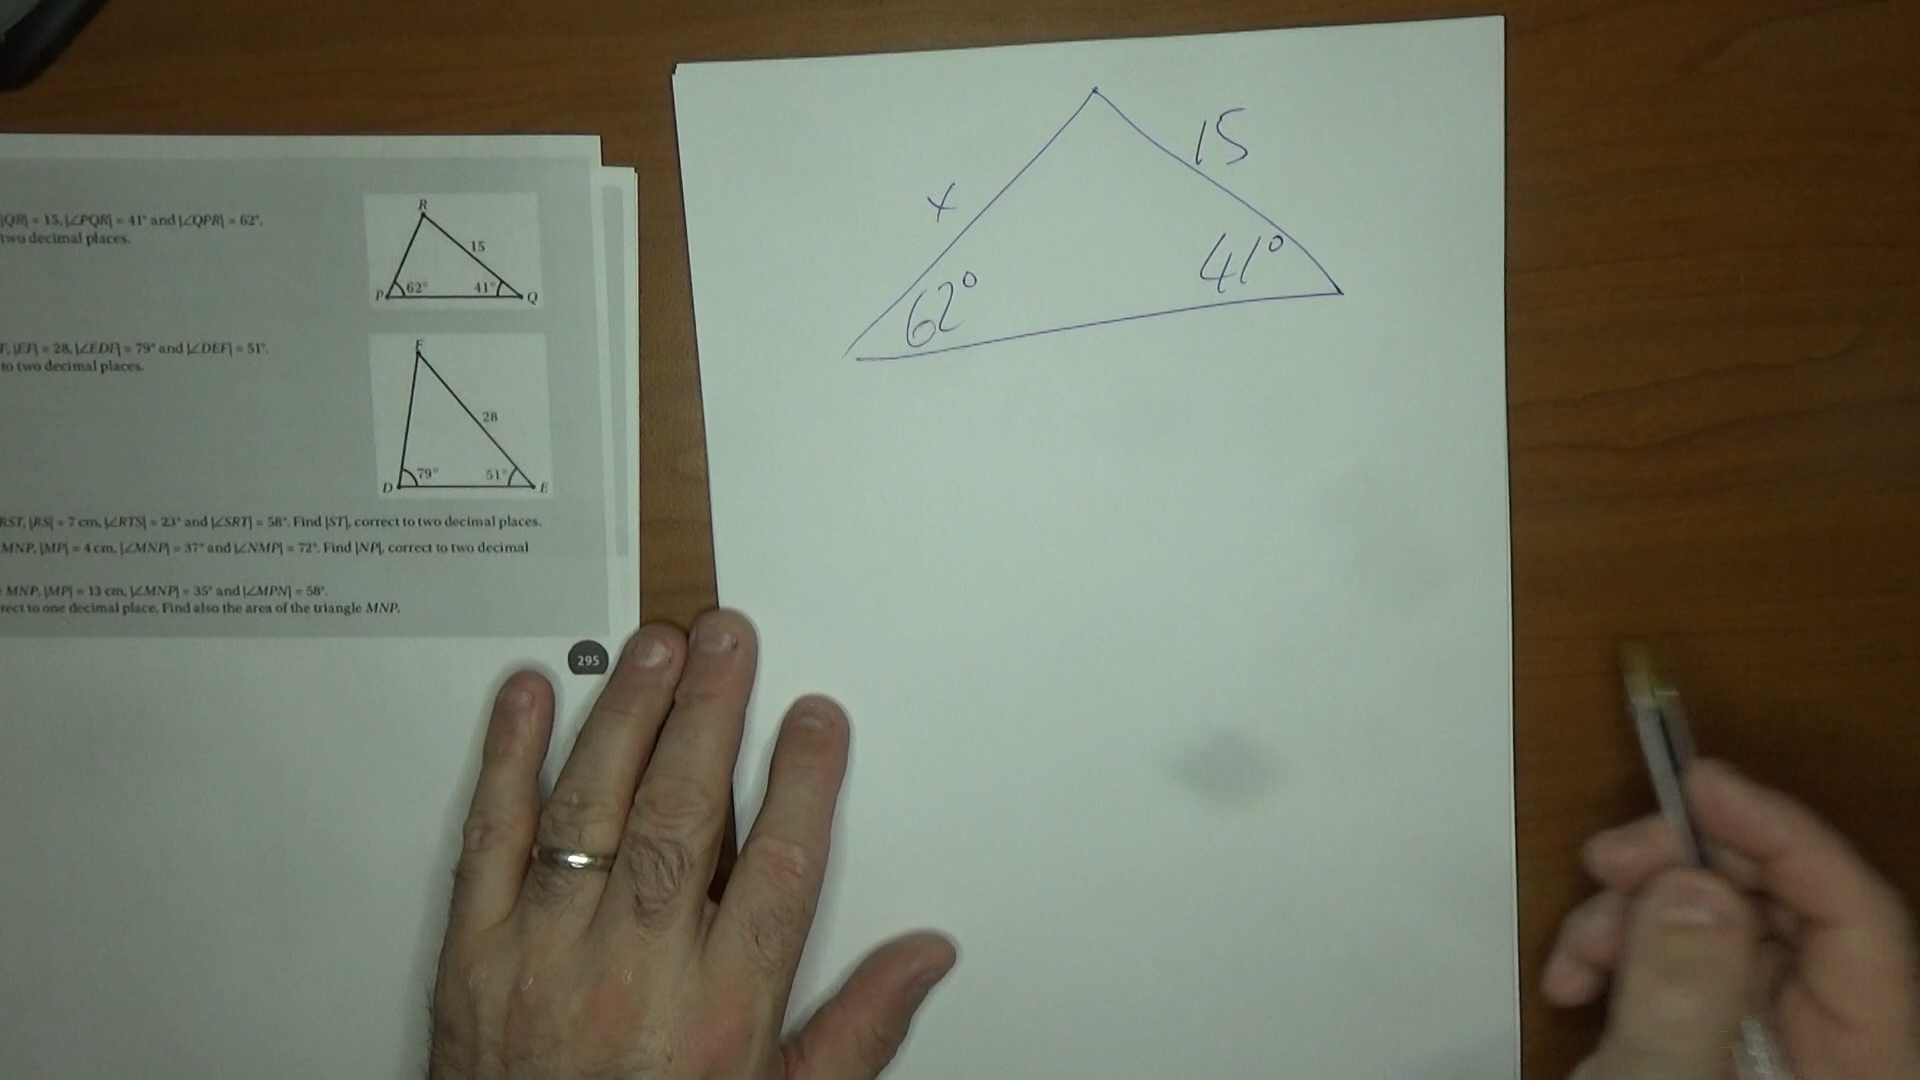 |QR| = 15, |∠PQR| = 41° and |∠QPR| = 62°.
two decimal places.
R
15
62°
41°
P
Q
|EF| = 28, |∠EDF| = 79° and |∠DEF| = 51°.
to two decimal places.
F
28
79°
51°
D
E
RST, |RS| = 7 cm, |∠RTS| = 23° and |∠SRT| = 58°. Find |ST|, correct to two decimal places.
MNP, |MP| = 4 cm, |∠MNP| = 37° and |∠NMP| = 72°. Find |NP|, correct to two decimal
MNP, |MP| = 13 cm, |∠MNP| = 35° and |∠MPN| = 58°.
rect to one decimal place. Find also the area of the triangle MNP.
295
15
x
41°
62°